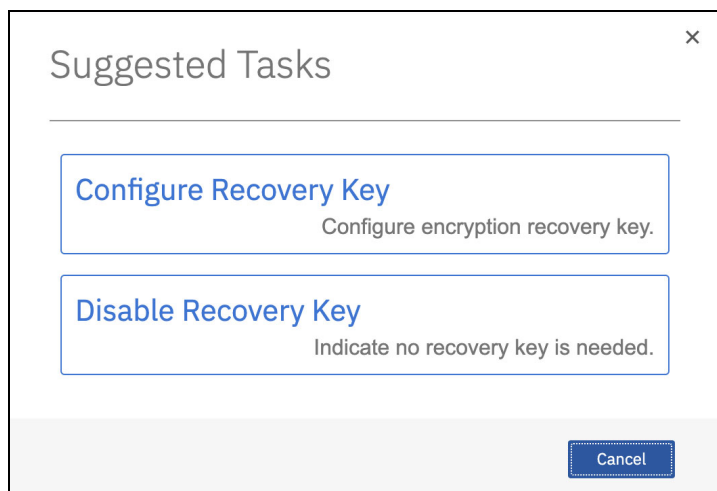 Suggested Tasks
Configure Recovery Key
Configure encryption recovery key.
Disable Recovery Key
Indicate no recovery key is needed.
Cancel